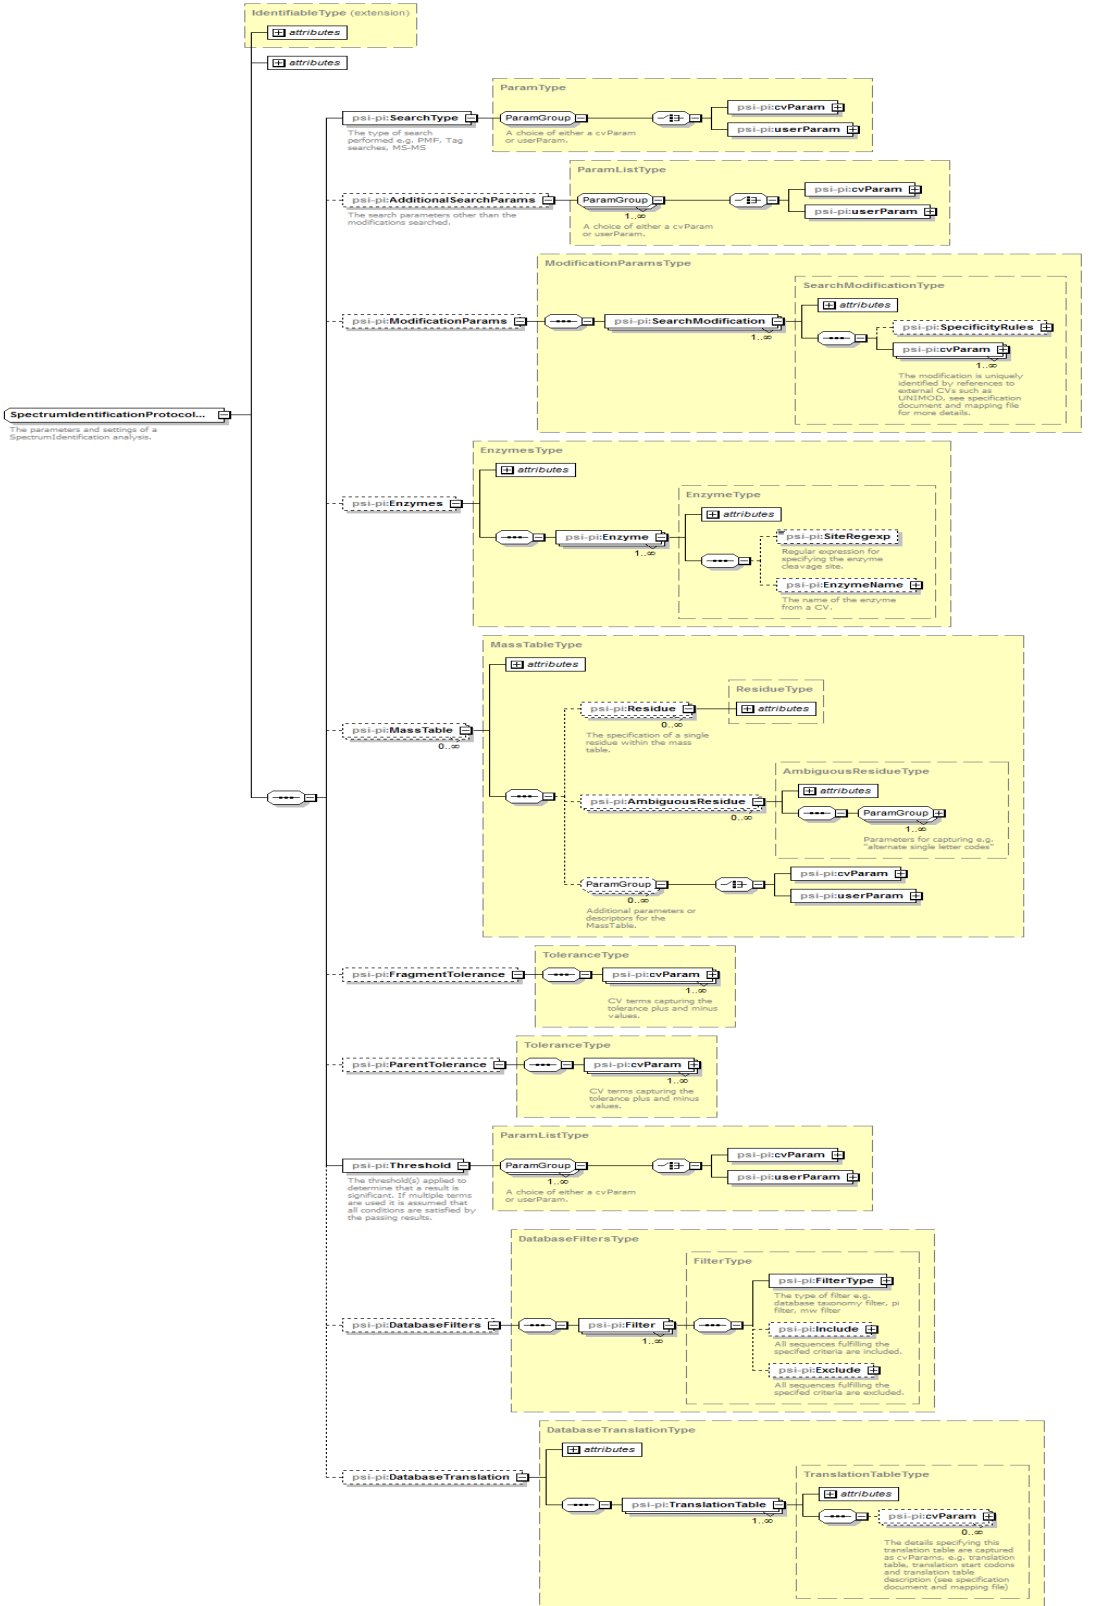 IdentifiableType (extension)
attributes
attributes
ParamType
psi-pi:SearchType
The type of search
performed e.g. PMF, Tag
searches, MS-MS
ParamGroup
A choice of either a cvParam
or userParam.
psi-pi:cvParam
psi-pi:userParam
ParamListType
psi-pi:AdditionalSearchParams
The search parameters other than the
modifications searched.
ParamGroup
1..∞
A choice of either a cvParam
or userParam.
psi-pi:cvParam
psi-pi:userParam
ModificationParamsType
psi-pi:ModificationParams
psi-pi:SearchModification
1..∞
SearchModificationType
attributes
psi-pi:SpecificityRules
psi-pi:cvParam
1..∞
The modification is uniquely
identified by references to
external CVs such as
UNIMOD, see specification
document and mapping file
for more details.
SpectrumIdentificationProtocol...
The parameters and settings of a
SpectrumIdentification analysis.
EnzymesType
attributes
psi-pi:Enzymes
psi-pi:Enzyme
1..∞
EnzymeType
attributes
psi-pi:SiteRegexp
Regular expression for
specifying the enzyme
cleavage site.
psi-pi:EnzymeName
The name of the enzyme
from a CV.
MassTableType
attributes
psi-pi:MassTable
0..∞
psi-pi:Residue
0..∞
The specification of a single
residue within the mass
table.
ResidueType
attributes
psi-pi:AmbiguousResidue
0..∞
AmbiguousResidueType
attributes
ParamGroup
1..∞
Parameters for capturing e.g.
"alternate single letter codes"
ParamGroup
0..∞
Additional parameters or
descriptors for the
MassTable.
psi-pi:cvParam
psi-pi:userParam
ToleranceType
psi-pi:FragmentTolerance
psi-pi:cvParam
1..∞
CV terms capturing the
tolerance plus and minus
values.
ToleranceType
psi-pi:ParentTolerance
psi-pi:cvParam
1..∞
CV terms capturing the
tolerance plus and minus
values.
ParamListType
psi-pi:Threshold
The threshold(s) applied to
determine that a result is
significant. If multiple terms
are used it is assumed that
all conditions are satisfied by
the passing results.
ParamGroup
1..∞
A choice of either a cvParam
or userParam.
psi-pi:cvParam
psi-pi:userParam
DatabaseFiltersType
psi-pi:DatabaseFilters
psi-pi:Filter
1..∞
FilterType
psi-pi:FilterType
The type of filter e.g.
database taxonomy filter, pi
filter, mw filter
psi-pi:Include
All sequences fulfilling the
specifed criteria are included.
psi-pi:Exclude
All sequences fulfilling the
specifed criteria are excluded.
DatabaseTranslationType
attributes
psi-pi:DatabaseTranslation
psi-pi:TranslationTable
1..∞
TranslationTableType
attributes
psi-pi:cvParam
0..∞
The details specifying this
translation table are captured
as cvParams, e.g. translation
table, translation start codons
and translation table
description (see specification
document and mapping file)